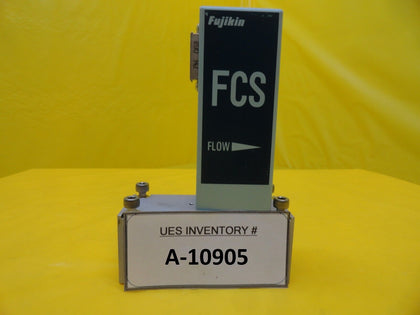 Fujikin
FCS
FLOW
UES INVENTORY #
A-10905